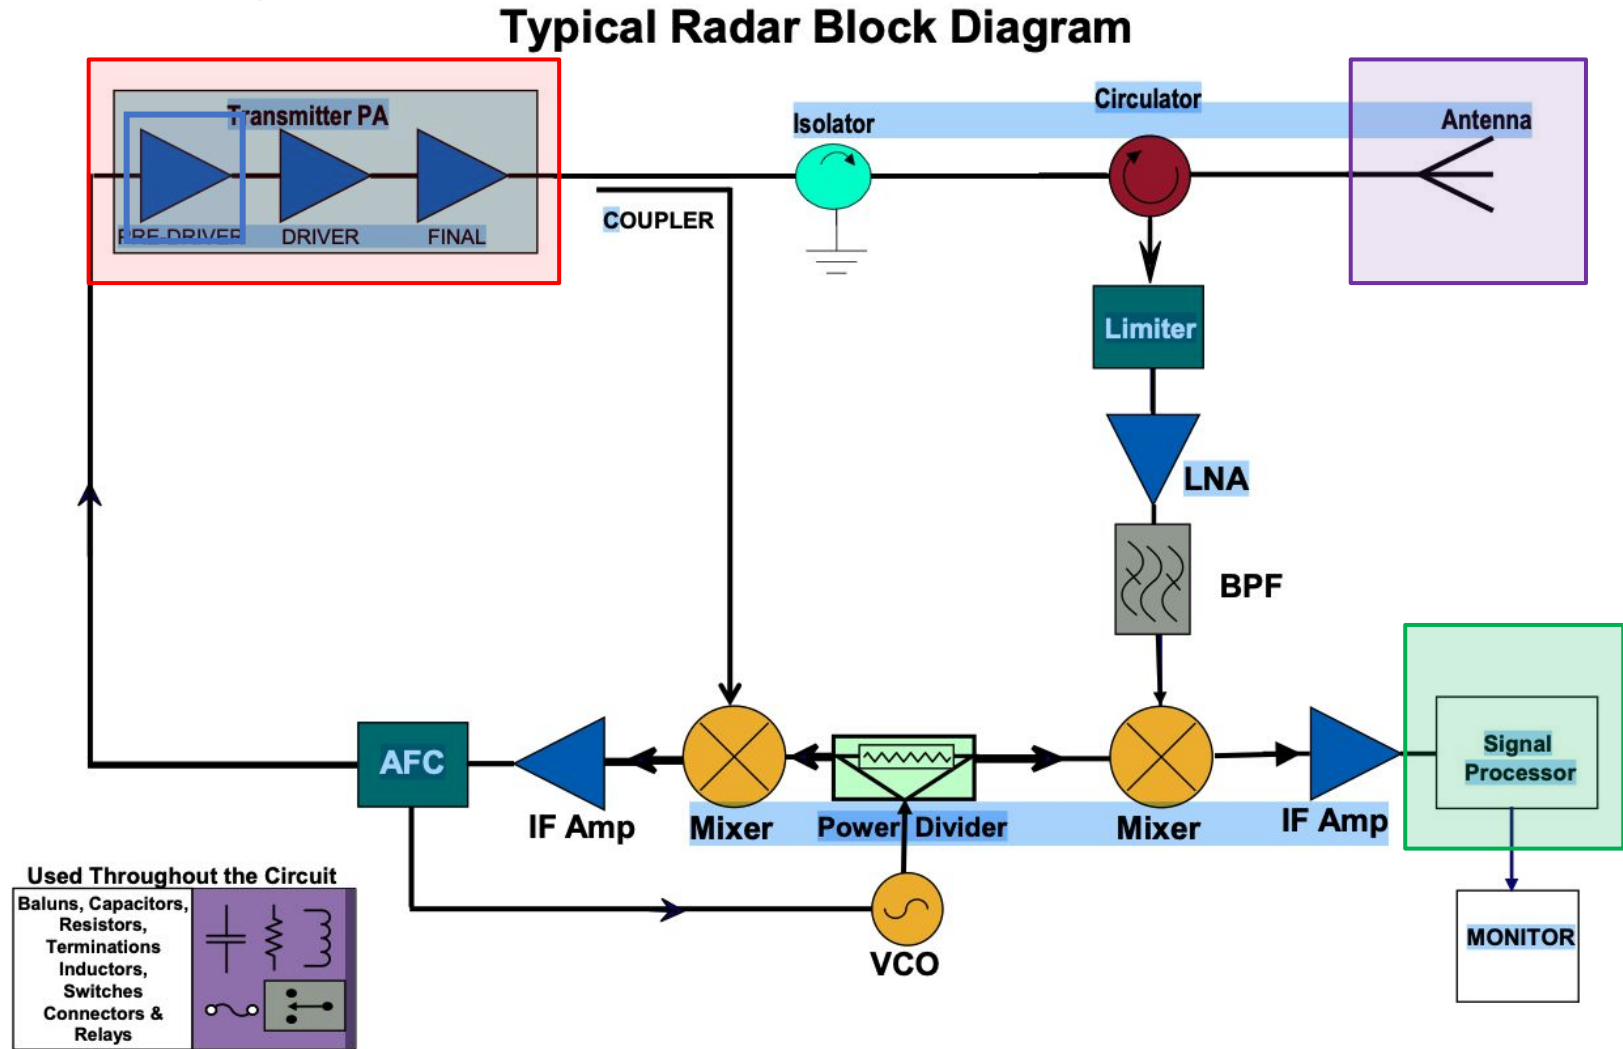 Typical Radar Block Diagram
Transmitter PA
PRE-DRIVER
DRIVER
FINAL
COUPLER
Isolator
Circulator
Antenna
Limiter
LNA
BPF
AFC
IF Amp
Mixer
Power Divider
Mixer
IF Amp
Signal
Processor
VCO
MONITOR
Used Throughout the Circuit
Baluns, Capacitors,
Resistors,
Terminations
Inductors,
Switches
Connectors &
Relays